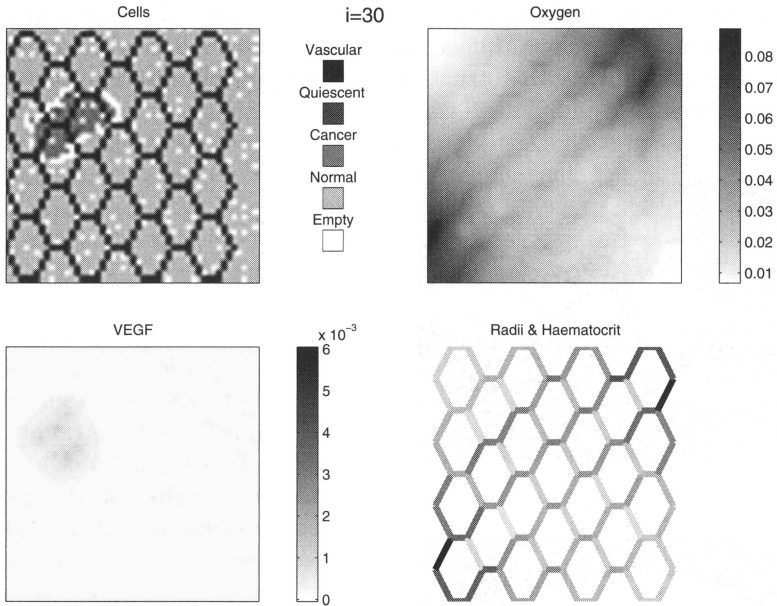 Cells
i=30
Oxygen
Vascular
Quiescent
Cancer
Normal
Empty
0.08
0.07
0.06
0.05
0.04
0.03
0.02
0.01
VEGF
x 10⁻³
6
5
4
3
2
1
0
Radii & Haematocrit